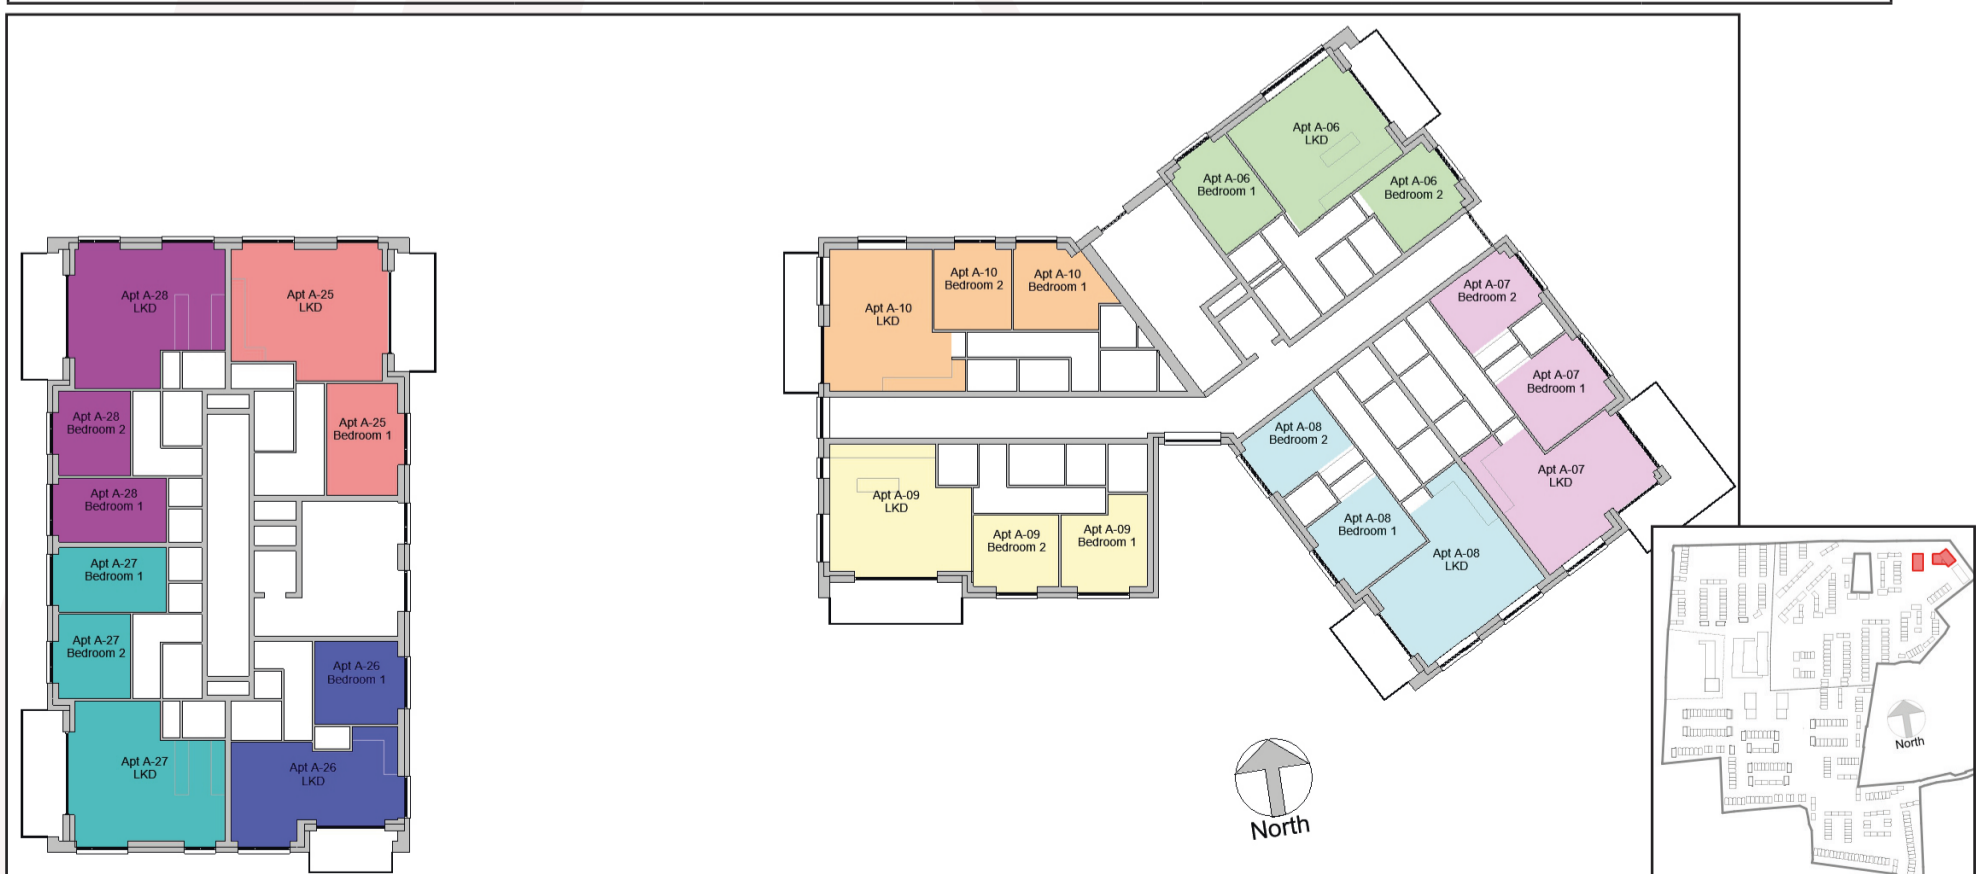 Apt A-28
LKD
Apt A-25
LKD
Apt A-28
Bedroom 2
Apt A-25
Bedroom 1
Apt A-28
Bedroom 1
Apt A-27
Bedroom 1
Apt A-27
Bedroom 2
Apt A-26
Bedroom 1
Apt A-27
LKD
Apt A-26
LKD
Apt A-06
LKD
Apt A-06
Bedroom 1
Apt A-06
Bedroom 2
Apt A-10
LKD
Apt A-10
Bedroom 2
Apt A-10
Bedroom 1
Apt A-07
Bedroom 2
Apt A-07
Bedroom 1
Apt A-07
LKD
Apt A-08
Bedroom 2
Apt A-08
Bedroom 1
Apt A-08
LKD
Apt A-09
LKD
Apt A-09
Bedroom 2
Apt A-09
Bedroom 1
North
North